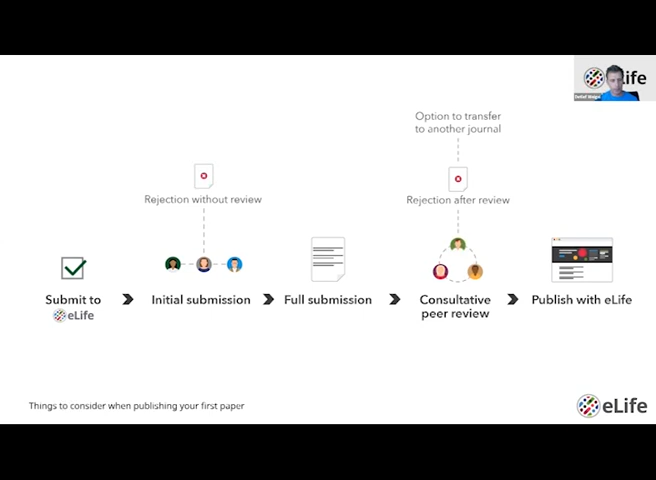 eLife
Option to transfer
to another journal
Rejection without review
Rejection after review
Submit to
eLife
Initial submission
Full submission
Consultative
peer review
Publish with eLife
Things to consider when publishing your first paper
eLife